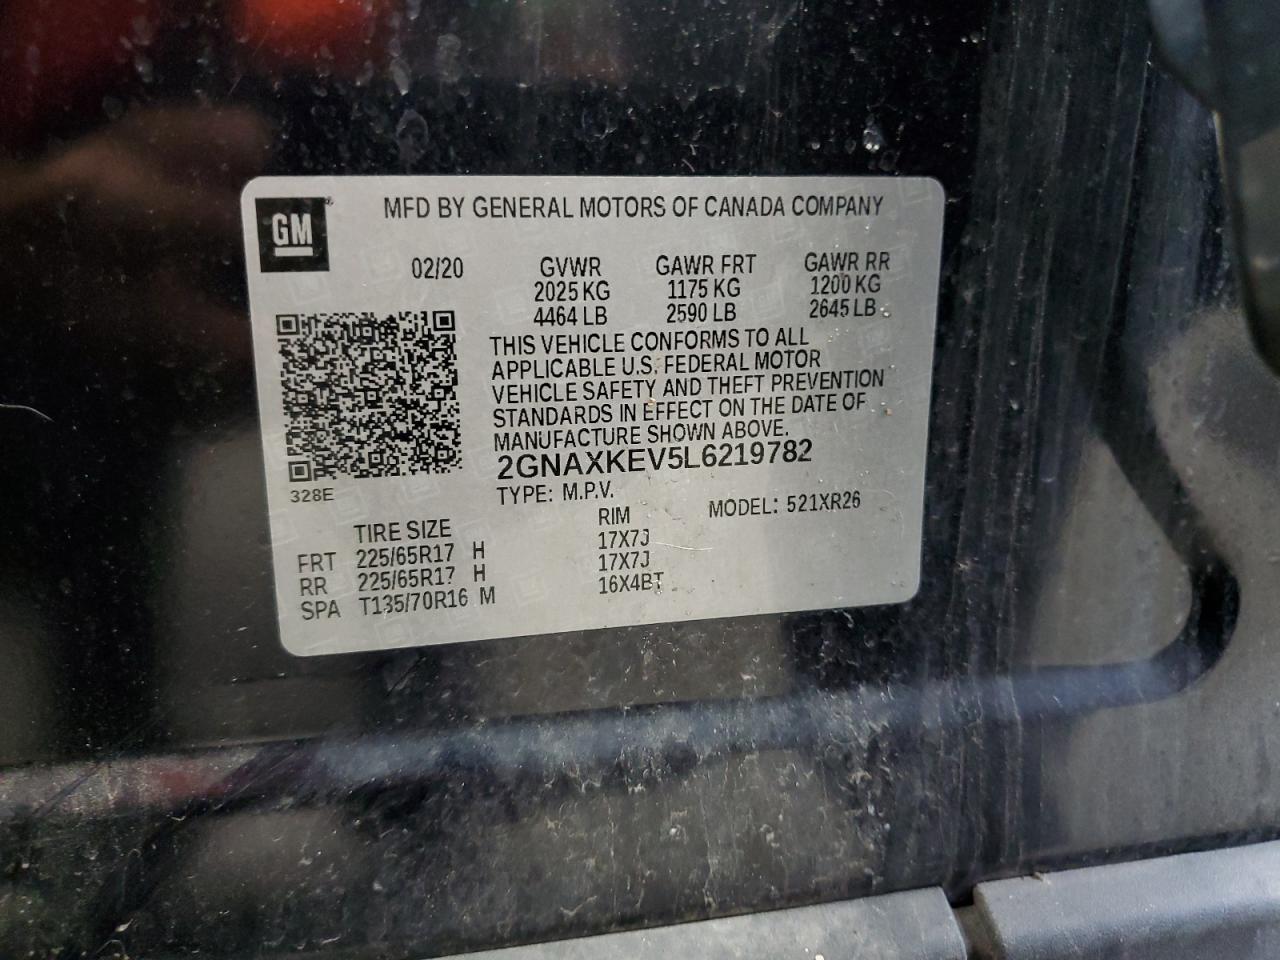 GM
MFD BY GENERAL MOTORS OF CANADA COMPANY
02/20
GVWR GAWR FRT GAWR RR
2025 KG 1175 KG 1200 KG
4464 LB 2590 LB 2645 LB
THIS VEHICLE CONFORMS TO ALL
APPLICABLE U.S. FEDERAL MOTOR
VEHICLE SAFETY AND THEFT PREVENTION
STANDARDS IN EFFECT ON THE DATE OF
MANUFACTURE SHOWN ABOVE.
2GNAXKEV5L6219782
328E
TYPE: M.P.V. MODEL: 521XR26
TIRE SIZE RIM
FRT 225/65R17 H 17X7J
RR 225/65R17 H 17X7J
SPA T135/70R16 M 16X4BT